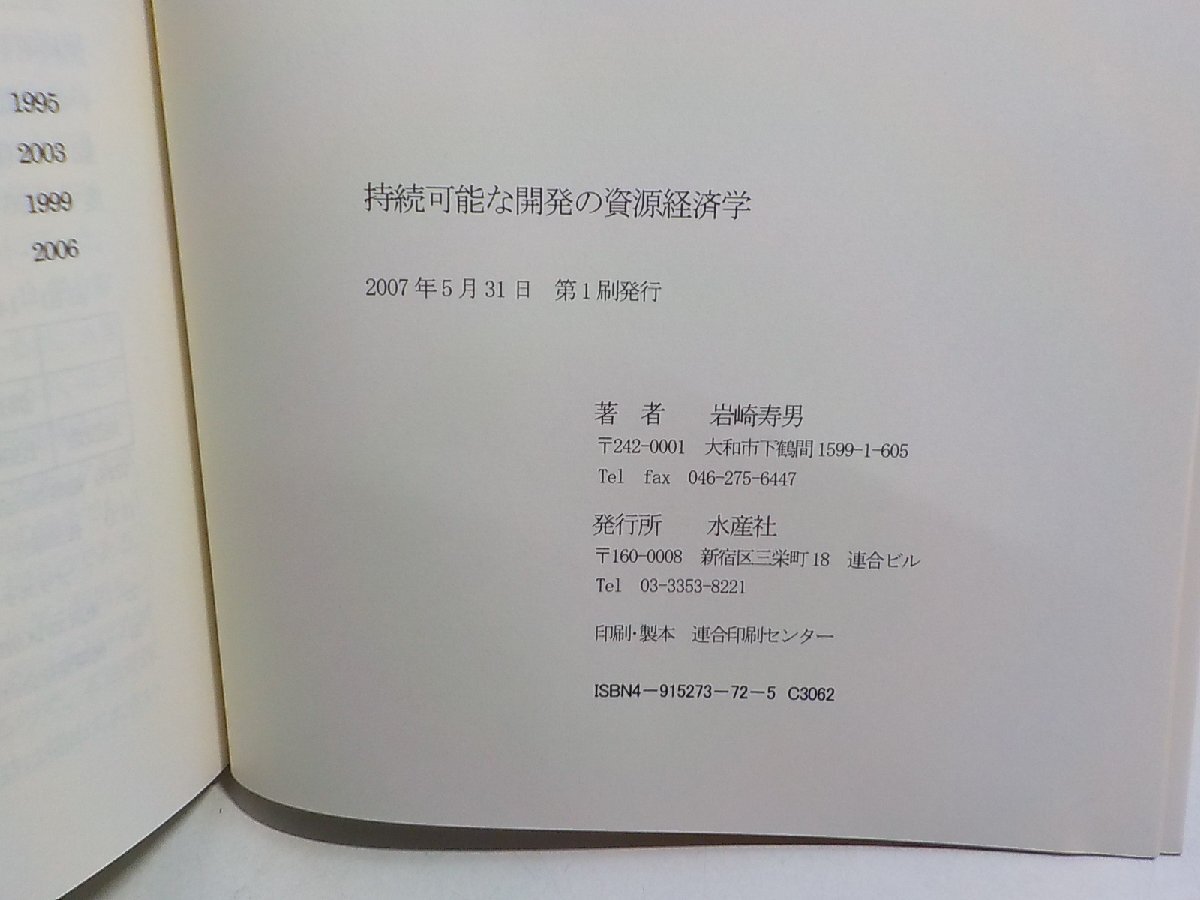 1995
2003
1999
2006
持続可能な開発の資源経済学
2007年5月31日　第1刷発行
著　者　　岩崎寿男
〒242-0001　大和市下鶴間1599-1-605
Tel　fax　046-275-6447
発行所　　水産社
〒160-0008　新宿区三栄町18　連合ビル
Tel　03-3353-8221
印刷・製本　連合印刷センター
ISBN4-915273-72-5 C3062